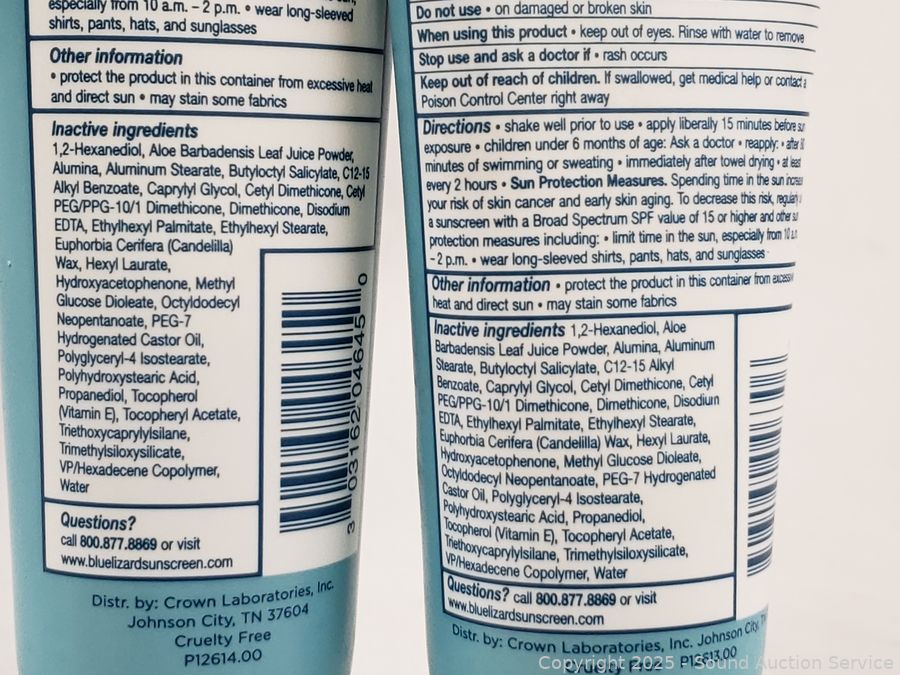 especially from 10 a.m. – 2 p.m. • wear long-sleeved
shirts, pants, hats, and sunglasses
Other information
• protect the product in this container from excessive heat
and direct sun • may stain some fabrics
Inactive ingredients
1,2-Hexanediol, Aloe Barbadensis Leaf Juice Powder,
Alumina, Aluminum Stearate, Butyloctyl Salicylate, C12-15
Alkyl Benzoate, Caprylyl Glycol, Cetyl Dimethicone, Cetyl
PEG/PPG-10/1 Dimethicone, Dimethicone, Disodium
EDTA, Ethylhexyl Palmitate, Ethylhexyl Stearate,
Euphorbia Cerifera (Candelilla)
Wax, Hexyl Laurate,
Hydroxyacetophenone, Methyl
Glucose Dioleate, Octyldodecyl
Neopentanoate, PEG-7
Hydrogenated Castor Oil,
Polyglyceryl-4 Isostearate,
Polyhydroxystearic Acid,
Propanediol, Tocopherol
(Vitamin E), Tocopheryl Acetate,
Triethoxycaprylylsilane,
Trimethylsiloxysilicate,
VP/Hexadecene Copolymer,
Water
3 03162 04645 0
Questions?
call 800.877.8869 or visit
www.bluelizardsunscreen.com
Distr. by: Crown Laboratories, Inc.
Johnson City, TN 37604
Cruelty Free
P12614.00
Do not use • on damaged or broken skin
When using this product • keep out of eyes. Rinse with water to remove
Stop use and ask a doctor if • rash occurs
Keep out of reach of children. If swallowed, get medical help or contact a
Poison Control Center right away
Directions • shake well prior to use • apply liberally 15 minutes before sun
exposure • children under 6 months of age: Ask a doctor • reapply: • after 80
minutes of swimming or sweating • immediately after towel drying • at least
every 2 hours • Sun Protection Measures. Spending time in the sun
your risk of skin cancer and early skin aging. To decrease this risk, regularly
a sunscreen with a Broad Spectrum SPF value of 15 or higher and other
protection measures including: • limit time in the sun, especially from 10 a.m.
– 2 p.m. • wear long-sleeved shirts, pants, hats, and sunglasses
Other information • protect the product in this container from
heat and direct sun • may stain some fabrics
Inactive ingredients 1,2-Hexanediol, Aloe
Barbadensis Leaf Juice Powder, Alumina, Aluminum
Stearate, Butyloctyl Salicylate, C12-15 Alkyl
Benzoate, Caprylyl Glycol, Cetyl Dimethicone, Cetyl
PEG/PPG-10/1 Dimethicone, Dimethicone, Disodium
EDTA, Ethylhexyl Palmitate, Ethylhexyl Stearate,
Euphorbia Cerifera (Candelilla) Wax, Hexyl Laurate,
Hydroxyacetophenone, Methyl Glucose Dioleate,
Octyldodecyl Neopentanoate, PEG-7 Hydrogenated
Castor Oil, Polyglyceryl-4 Isostearate,
Polyhydroxystearic Acid, Propanediol,
Tocopherol (Vitamin E), Tocopheryl Acetate,
Triethoxycaprylylsilane, Trimethylsiloxysilicate,
VP/Hexadecene Copolymer, Water
Questions? call 800.877.8869 or visit
www.bluelizardsunscreen.com
Distr. by: Crown Laboratories, Inc. Johnson City,
Cruelty Free • P12613.00
Copyright 2025 - Sound Auction Service